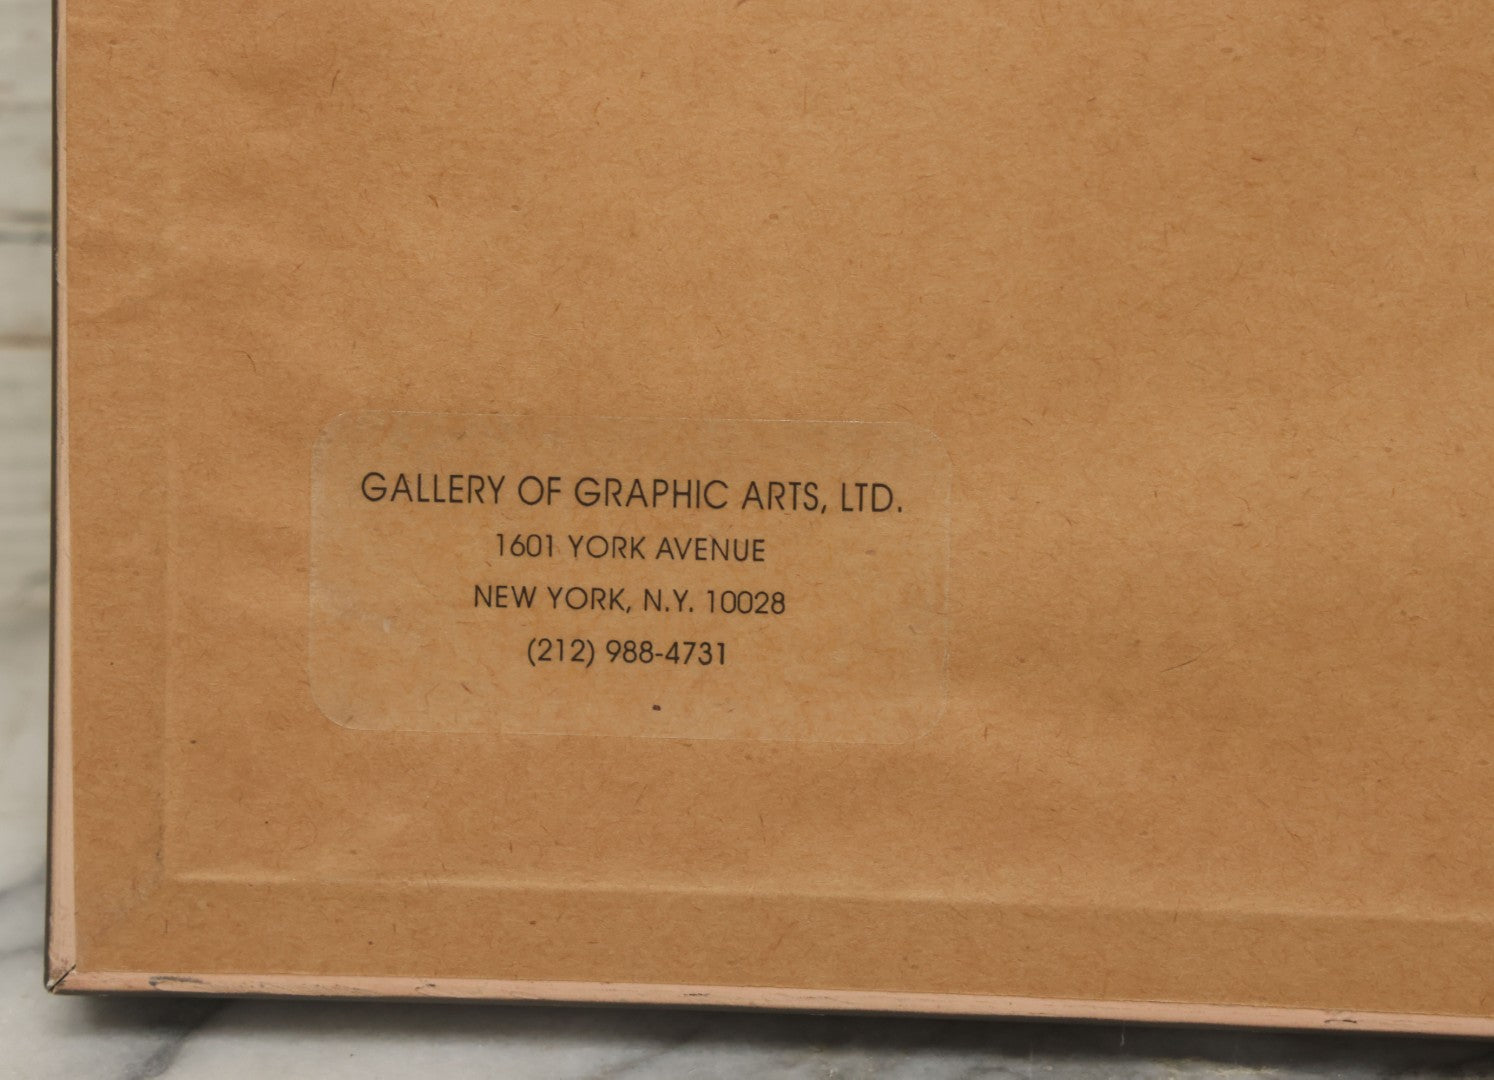 GALLERY OF GRAPHIC ARTS, LTD.
1601 YORK AVENUE
NEW YORK, N.Y. 10028
(212) 988-4731